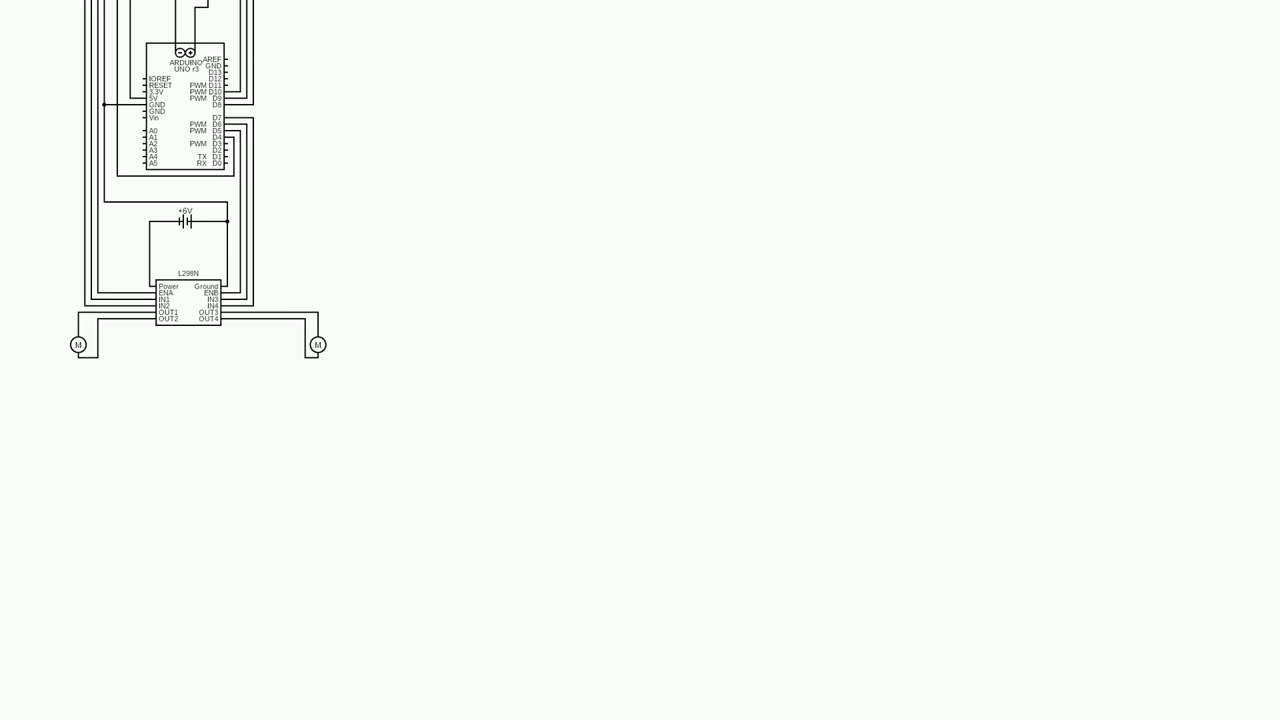 ARDUINO
UNO r3
AREF
GND
D13
D12
PWM D11
PWM D10
PWM D9
D8
D7
PWM D6
PWM D5
D4
PWM D3
D2
TX D1
RX D0
IOREF
RESET
3.3V
5V
GND
GND
Vin
A0
A1
A2
A3
A4
A5
+6V
L298N
Power Ground
ENA ENB
IN1 IN3
IN2 IN4
OUT1 OUT3
OUT2 OUT4
M M